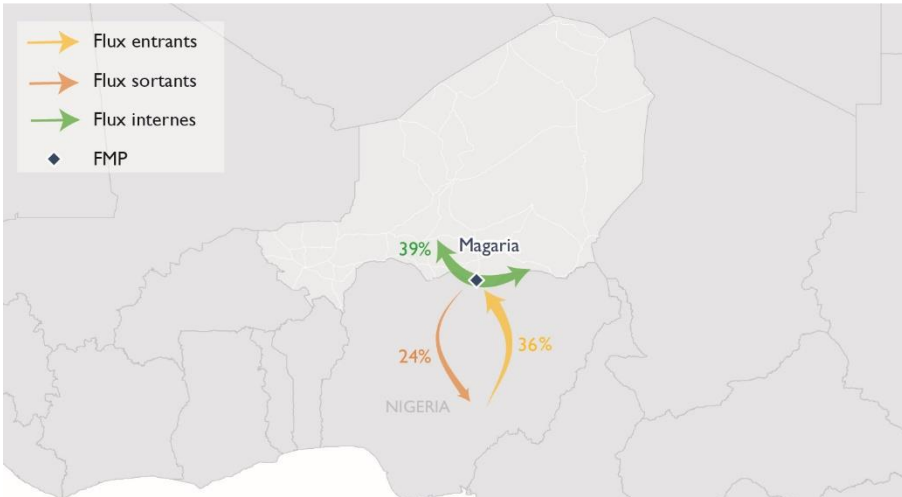 Flux entrants
Flux sortants
Flux internes
FMP
39%
Magaria
24%
36%
NIGERIA